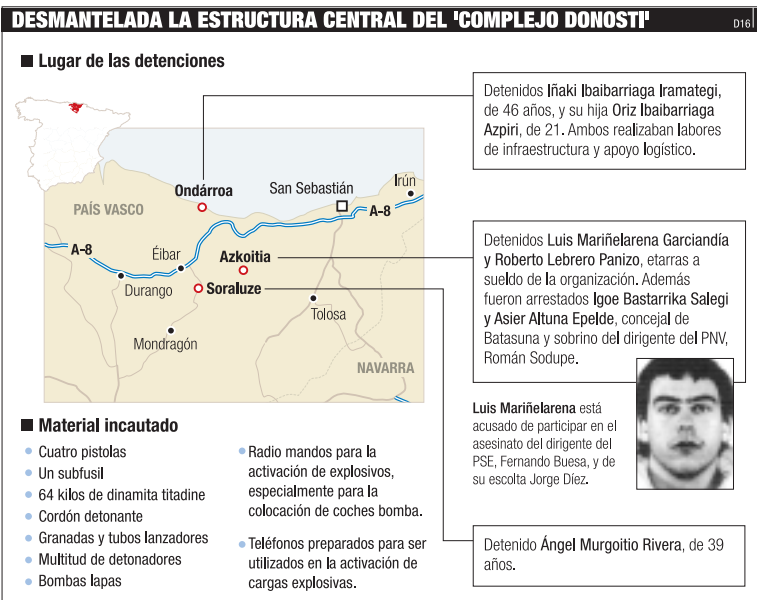 DESMANTELADA LA ESTRUCTURA CENTRAL DEL 'COMPLEJO DONOSTI'
D16
Lugar de las detenciones
Detenidos Iñaki Ibaibarriaga Iramategi,
de 46 años, y su hija Oriz Ibaibarriaga
Azpiri, de 21. Ambos realizaban labores
de infraestructura y apoyo logístico.
Ondárroa
San Sebastián
Irún
PAÍS VASCO
A-8
A-8
Éibar
Azkoitia
Durango
Soraluze
Tolosa
Mondragón
NAVARRA
Detenidos Luis Mariñelarena Garciandía
y Roberto Lebrero Panizo, etarras a
sueldo de la organización. Además
fueron arrestados Igoe Bastarrika Salegi
y Asier Altuna Epelde, concejal de
Batasuna y sobrino del dirigente del PNV,
Román Sodupe.
Luis Mariñelarena está
acusado de participar en el
asesinato del dirigente del
PSE, Fernando Buesa, y de
su escolta Jorge Díez.
Detenido Ángel Murgoitio Rivera, de 39
años.
Material incautado
Cuatro pistolas
Un subfusil
64 kilos de dinamita titadine
Cordón detonante
Granadas y tubos lanzadores
Multitud de detonadores
Bombas lapas
Radio mandos para la
activación de explosivos,
especialmente para la
colocación de coches bomba.
Teléfonos preparados para ser
utilizados en la activación de
cargas explosivas.